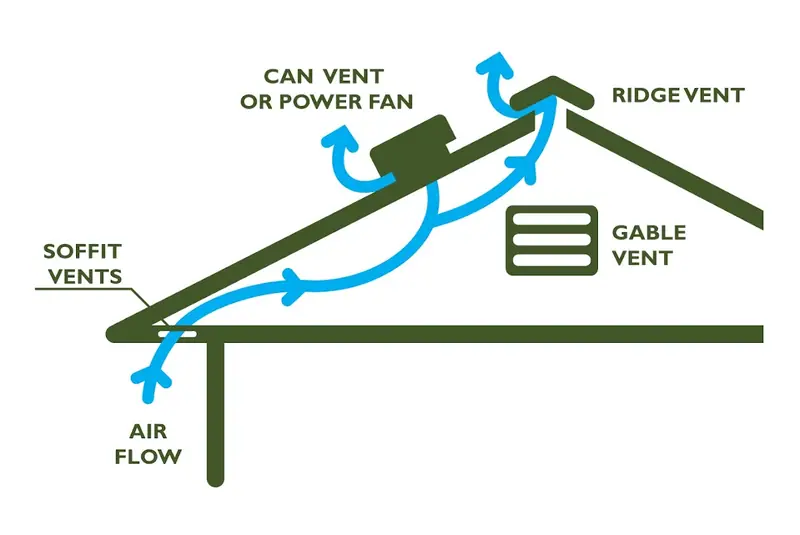 CAN VENT
OR POWER FAN
RIDGE VENT
SOFFIT
VENTS
GABLE
VENT
AIR
FLOW